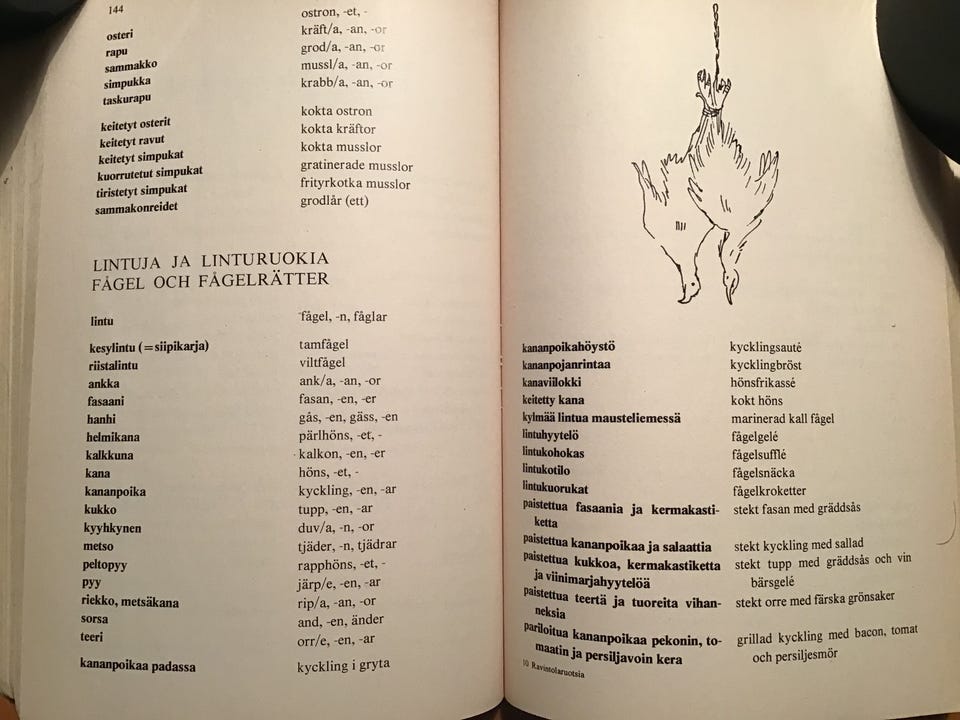 144
osteri ostron, -et, -
rapu kräft/a, -an, -or
sammakko grod/a, -an, -or
simpukka mussl/a, -an, -or
taskurapu krabb/a, -an, -or
keitetyt osterit kokta ostron
keitetyt ravut kokta kräftor
keitetyt simpukat kokta musslor
kuorrutetut simpukat gratinerade musslor
tiristetyt simpukat frityrkotka musslor
sammakonreidet grodlår (ett)
LINTUJA JA LINTURUOKIA
FÅGEL OCH FÅGELRÄTTER
lintu fågel, -n, fåglar
kesylintu (=siipikarja) tamfågel
riistalintu viltfågel
ankka ank/a, -an, -or
fasaani fasan, -en, -er
hanhi gås, -en, gäss, -en
helmikana pärlhöns, -et, -
kalkkuna kalkon, -en, -er
kana höns, -et, -
kananpoika kyckling, -en, -ar
kukko tupp, -en, -ar
kyyhkynen duv/a, -n, -or
metso tjäder, -n, tjädrar
peltopyy rapphöns, -et, -
pyy järp/e, -en, -ar
riekko, metsäkana rip/a, -an, -or
sorsa and, -en, änder
teeri orr/e, -en, -ar
kananpoikaa padassa kyckling i gryta
kananpoikahöystö kycklingsauté
kananpojanrintaa kycklingbröst
kanaviilokki hönsfrikassé
keitetty kana kokt höns
kylmää lintua mausteliemessä marinerad kall fågel
lintuhyytelö fågelgelé
lintukohokas fågelsufflé
lintukotilo fågelsnäcka
lintukuorukat fågelkroketter
paistettua fasaania ja kermakasti- stekt fasan med gräddsås
ketta
paistettua kananpoikaa ja salaattia stekt kyckling med sallad
paistettua kukkoa, kermakastiketta stekt tupp med gräddsås och vin
ja viinimarjahyytelöä bärsgelé
paistettua teertä ja tuoreita vihan- stekt orre med färska grönsaker
neksia
pariloitua kananpoikaa pekonin, to- grillad kyckling med bacon, tomat
maatin ja persiljavoin kera och persiljesmör
10 Ravintolaruotsia